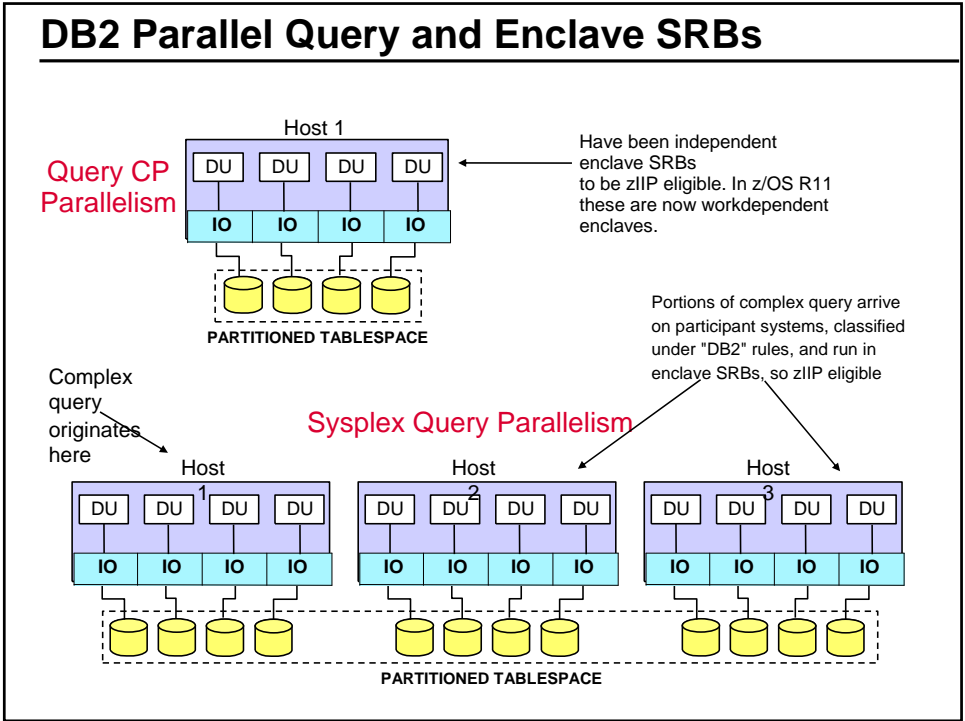 DB2 Parallel Query and Enclave SRBs
Host 1
Query CP
Parallelism
DU DU DU DU
IO IO IO IO
PARTITIONED TABLESPACE
Have been independent
enclave SRBs
to be zIIP eligible. In z/OS R11
these are now workdependent
enclaves.
Portions of complex query arrive
on participant systems, classified
under "DB2" rules, and run in
enclave SRBs, so zIIP eligible
Complex
query
originates
here
Sysplex Query Parallelism
Host
1
DU DU DU DU
IO IO IO IO
Host
2
DU DU DU DU
IO IO IO IO
Host
3
DU DU DU DU
IO IO IO IO
PARTITIONED TABLESPACE